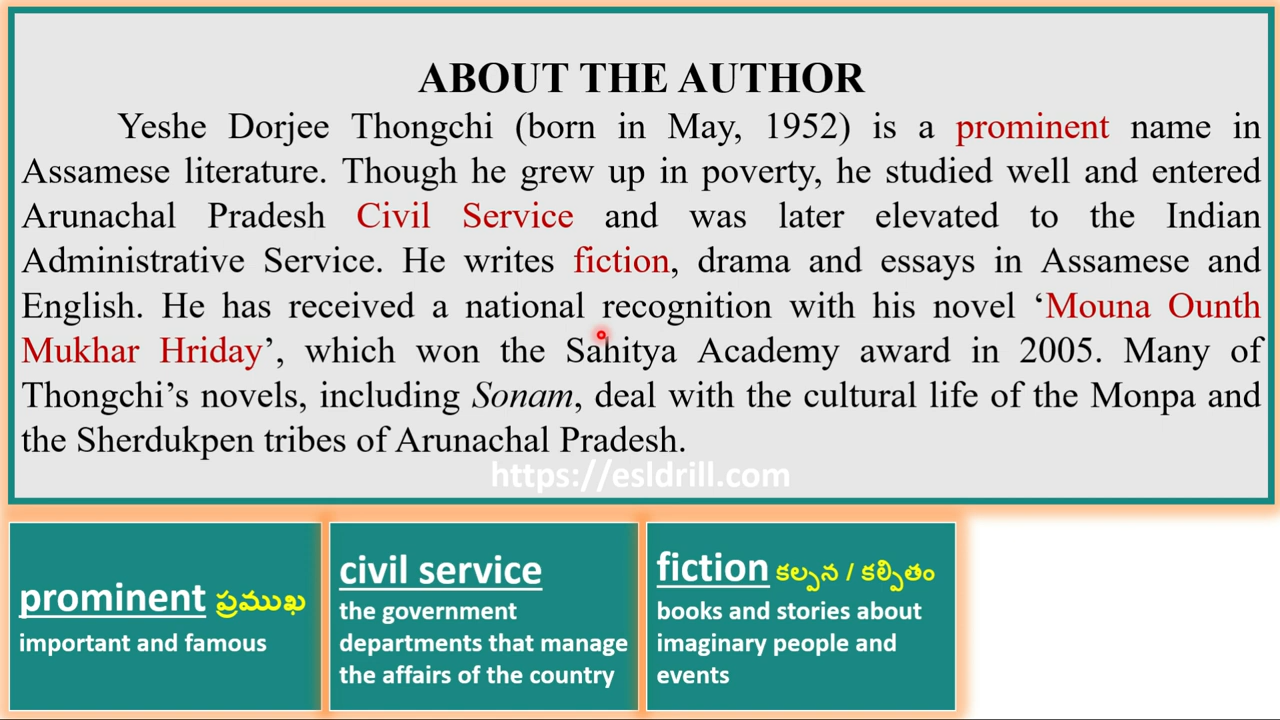 ABOUT THE AUTHOR
Yeshe Dorjee Thongchi (born in May, 1952) is a prominent name in
Assamese literature. Though he grew up in poverty, he studied well and entered
Arunachal Pradesh Civil Service and was later elevated to the Indian
Administrative Service. He writes fiction, drama and essays in Assamese and
English. He has received a national recognition with his novel ‘Mouna Ounth
Mukhar Hriday’, which won the Sahitya Academy award in 2005. Many of
Thongchi’s novels, including Sonam, deal with the cultural life of the Monpa and
the Sherdukpen tribes of Arunachal Pradesh.
https://esldrill.com
prominent ప్రముఖ
important and famous
civil service
the government
departments that manage
the affairs of the country
fiction కల్పన / కల్పితం
books and stories about
imaginary people and
events